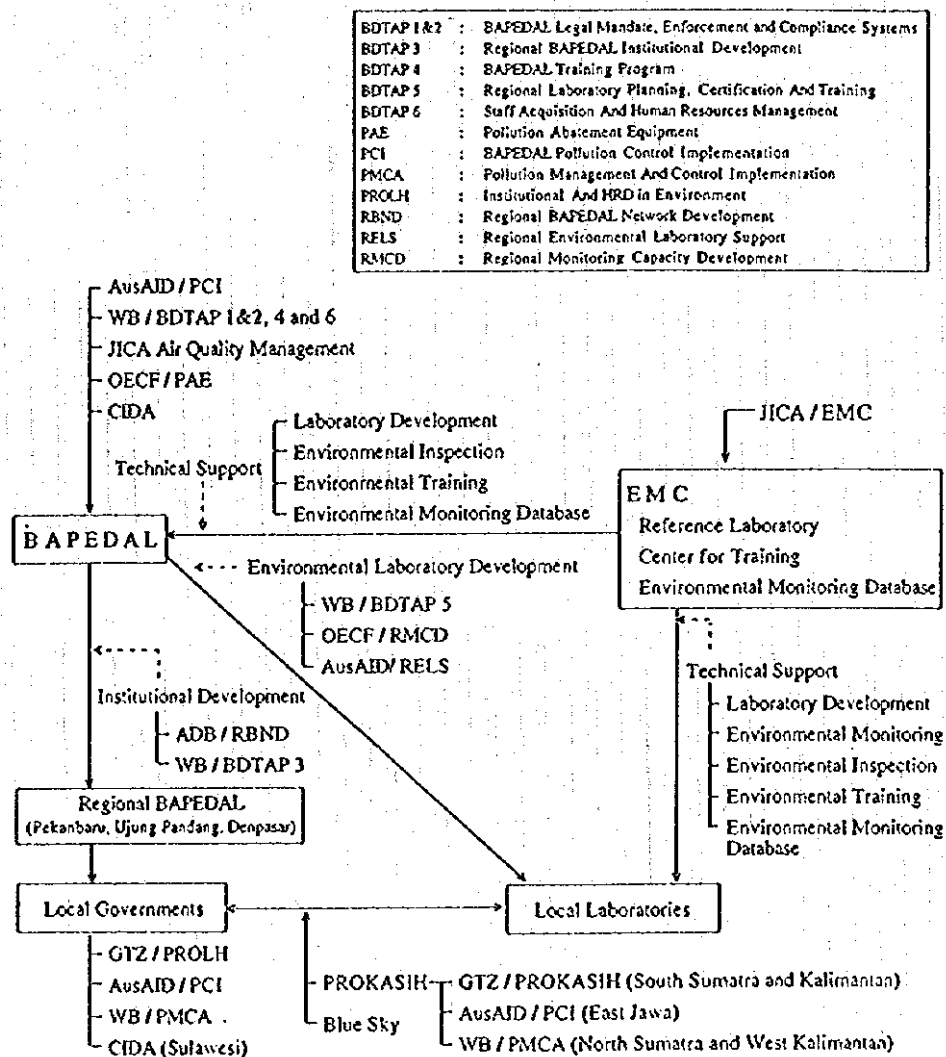 BDTAP 1&2 : BAPEDAL Legal Mandate, Enforcement and Compliance Systems
BDTAP 3 : Regional BAPEDAL Institutional Development
BDTAP 4 : BAPEDAL Training Program
BDTAP 5 : Regional Laboratory Planning, Certification And Training
BDTAP 6 : Staff Acquisition And Human Resources Management
PAE : Pollution Abatement Equipment
PCI : BAPEDAL Pollution Control Implementation
PMCA : Pollution Management And Control Implementation
PROLH : Institutional And HRD in Environment
RBND : Regional BAPEDAL Network Development
RELS : Regional Environmental Laboratory Support
RMCD : Regional Monitoring Capacity Development
AusAID / PCI
WB / BDTAP 1&2, 4 and 6
JICA Air Quality Management
OECF / PAE
CIDA
Technical Support
Laboratory Development
Environmental Inspection
Environmental Training
Environmental Monitoring Database
JICA / EMC
EMC
Reference Laboratory
Center for Training
Environmental Monitoring Database
BAPEDAL
Environmental Laboratory Development
WB / BDTAP 5
OECF / RMCD
AusAID / RELS
Institutional Development
ADB / RBND
WB / BDTAP 3
Technical Support
Laboratory Development
Environmental Monitoring
Environmental Inspection
Environmental Training
Environmental Monitoring
Database
Regional BAPEDAL
(Pekanbaru, Ujung Pandang, Denpasar)
Local Governments
Local Laboratories
GTZ / PROLH
AusAID / PCI
WB / PMCA
CIDA (Sulawesi)
PROKASIH
Blue Sky
GTZ / PROKASIH (South Sumatra and Kalimantan)
AusAID / PCI (East Jawa)
WB / PMCA (North Sumatra and West Kalimantan)